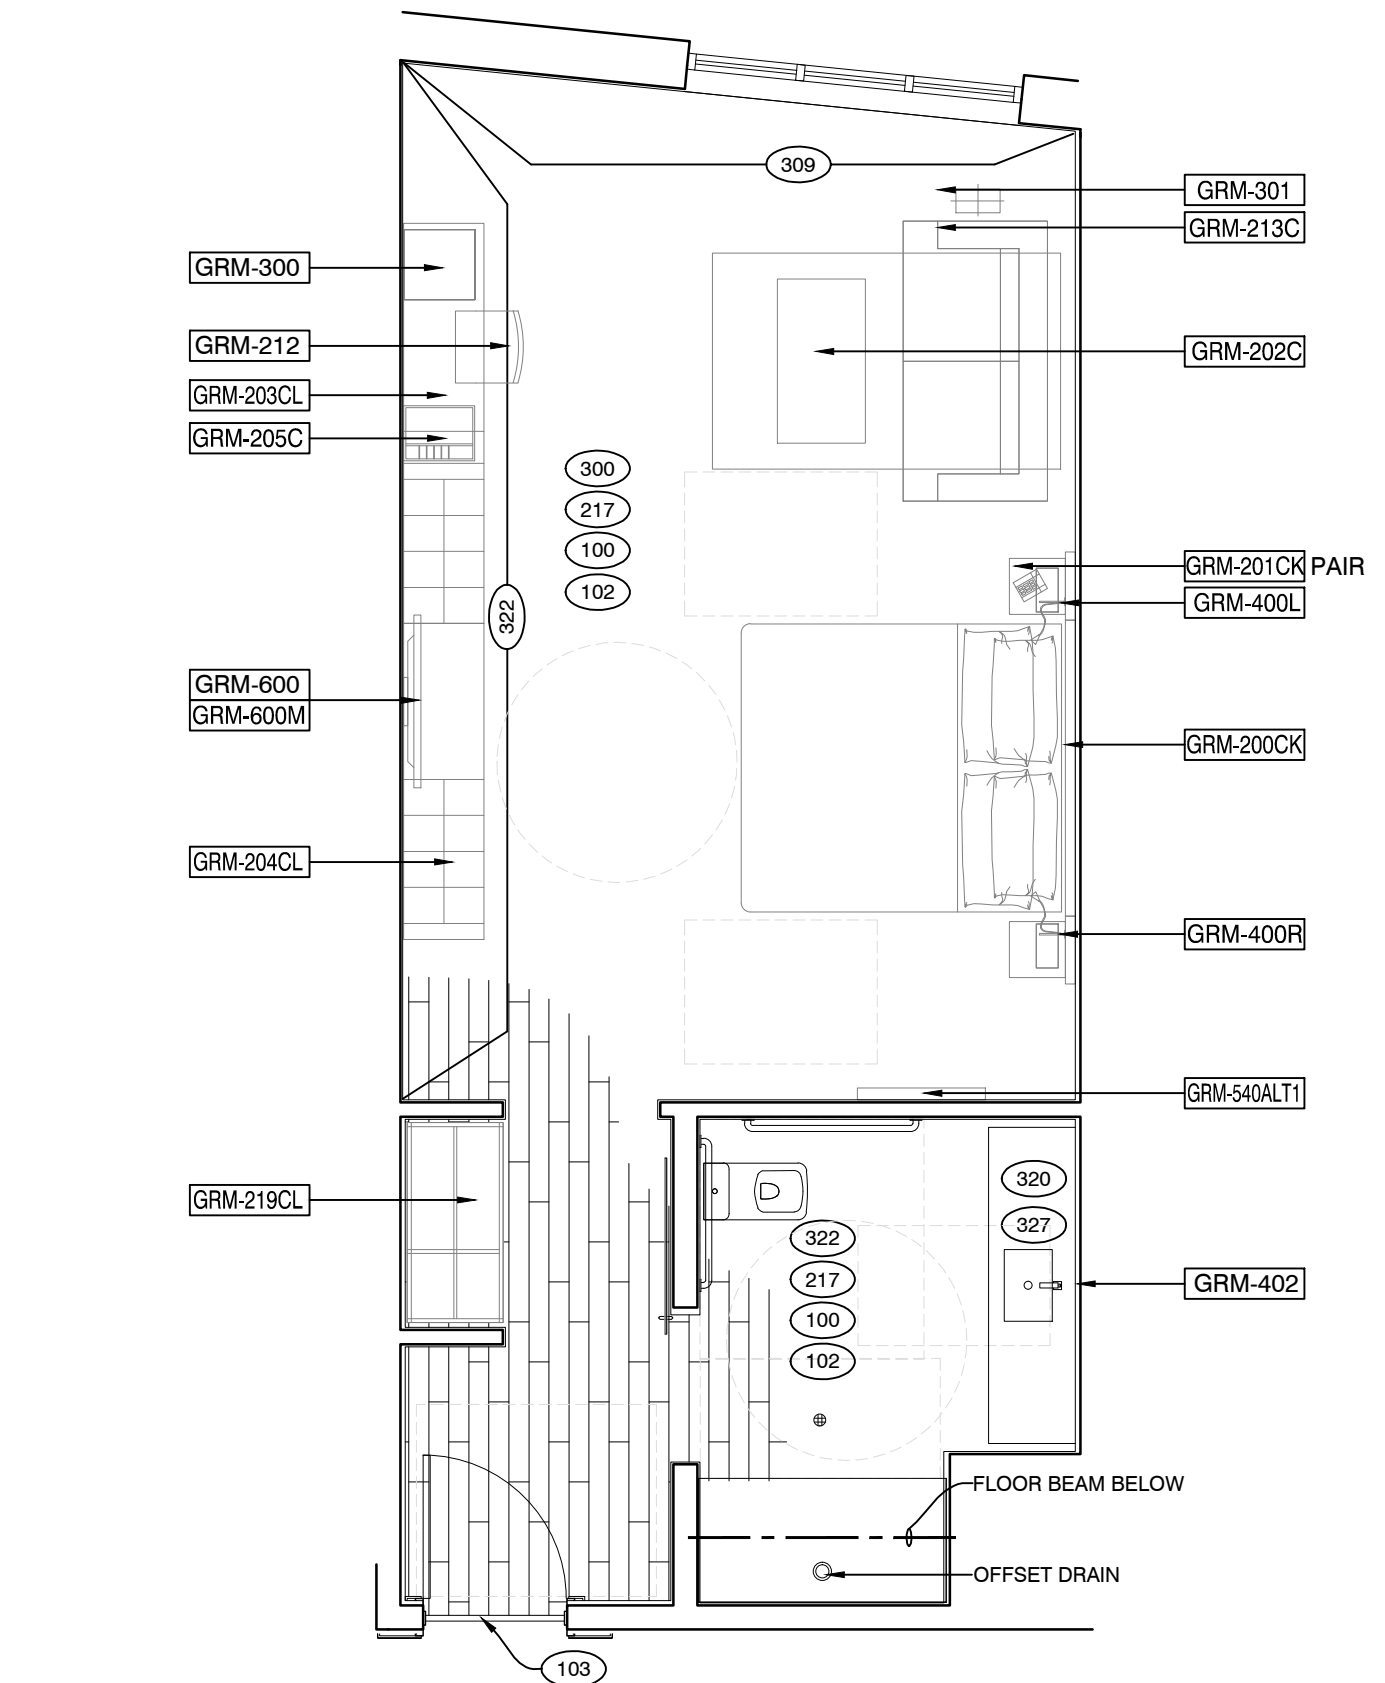 309
GRM-301
GRM-213C
GRM-300
GRM-212
GRM-202C
GRM-203CL
GRM-205C
300
217
100
102
GRM-201CK PAIR
GRM-400L
322
GRM-600
GRM-600M
GRM-200CK
GRM-204CL
GRM-400R
GRM-540ALT1
GRM-219CL
320
327
322
217
100
102
GRM-402
FLOOR BEAM BELOW
OFFSET DRAIN
103